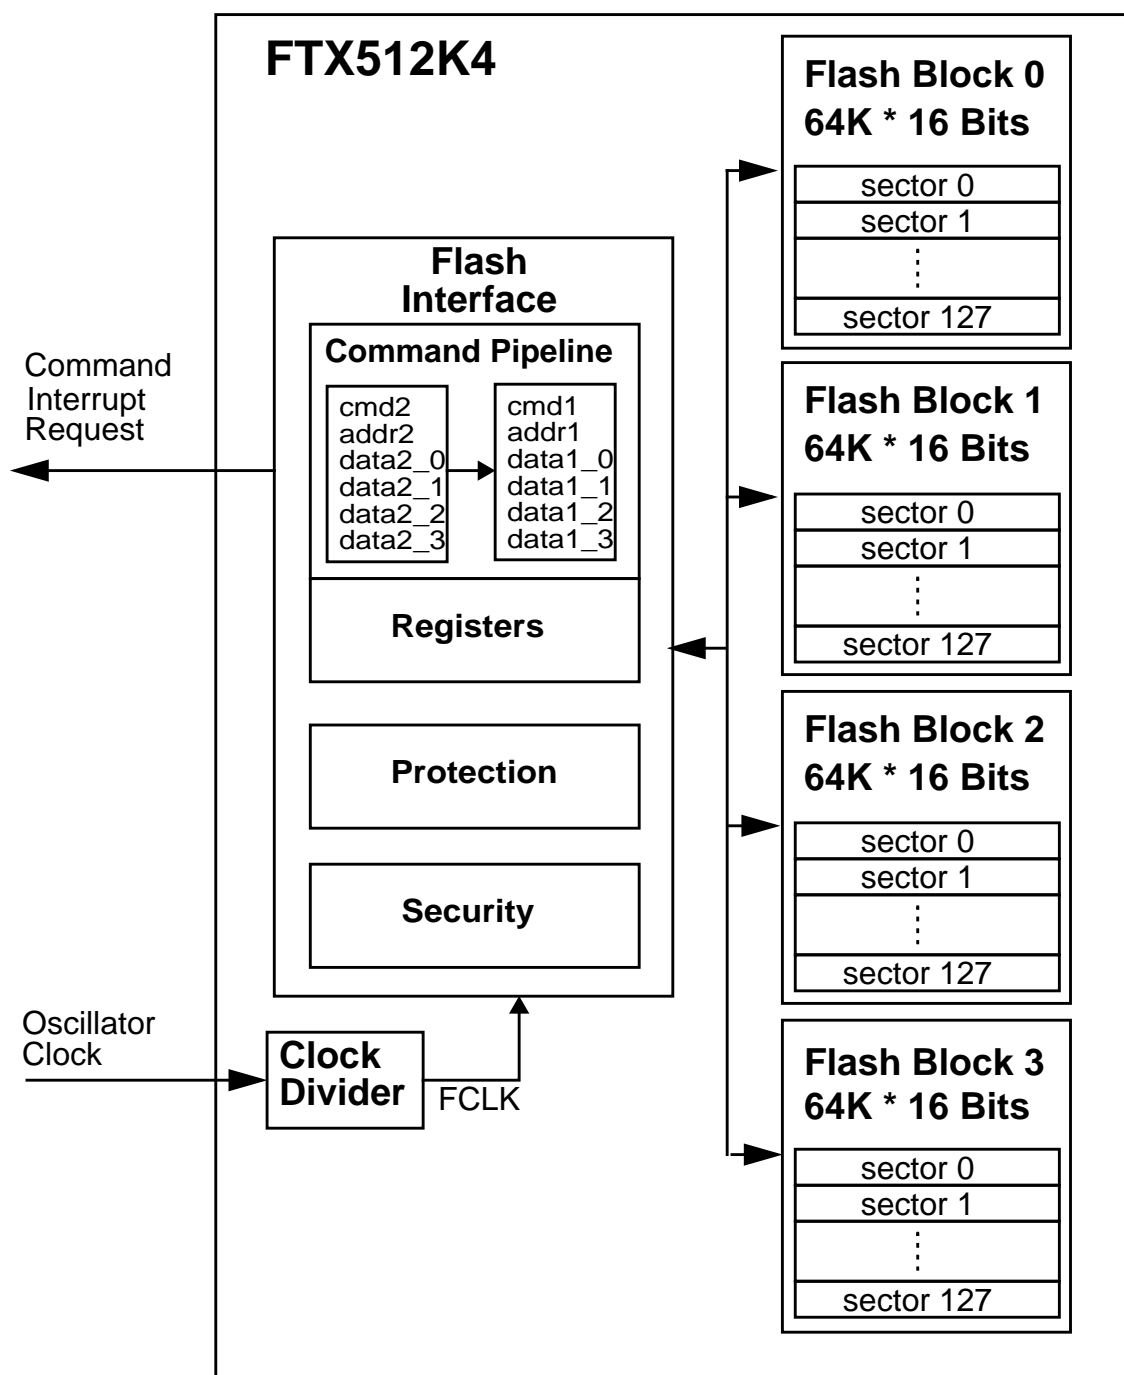 FTX512K4
Flash Block 0
64K * 16 Bits
sector 0
sector 1
sector 127
Flash
Interface
Command Pipeline
cmd2
addr2
data2_0
data2_1
data2_2
data2_3
cmd1
addr1
data1_0
data1_1
data1_2
data1_3
Registers
Protection
Security
Command
Interrupt
Request
Flash Block 1
64K * 16 Bits
sector 0
sector 1
sector 127
Flash Block 2
64K * 16 Bits
sector 0
sector 1
sector 127
Oscillator
Clock
Clock
Divider
FCLK
Flash Block 3
64K * 16 Bits
sector 0
sector 1
sector 127